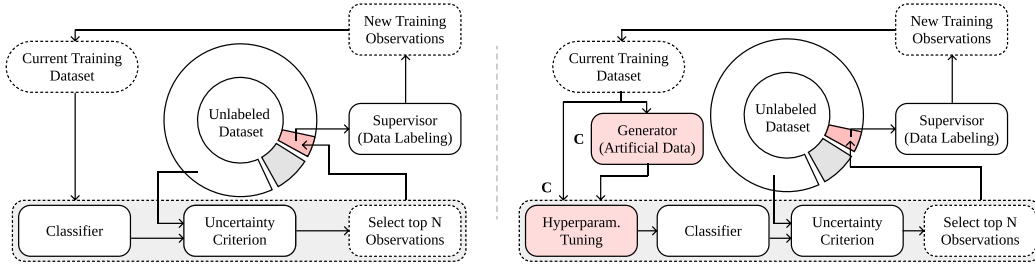 New Training
Observations
Current Training
Dataset
Unlabeled
Dataset
Supervisor
(Data Labeling)
Classifier
Uncertainty
Criterion
Select top N
Observations
New Training
Observations
Current Training
Dataset
C
Generator
(Artificial Data)
Unlabeled
Dataset
Supervisor
(Data Labeling)
C
Hyperparam.
Tuning
Classifier
Uncertainty
Criterion
Select top N
Observations